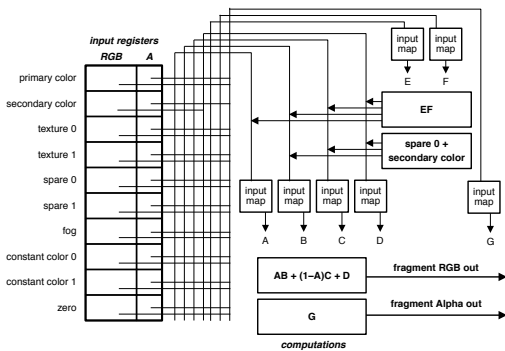 input registers
RGB A
primary color
secondary color
texture 0
texture 1
spare 0
spare 1
fog
constant color 0
constant color 1
zero
input map
input map
E
F
EF
spare 0 +
secondary color
input map
input map
input map
input map
input map
A
B
C
D
G
AB + (1–A)C + D
fragment RGB out
G
fragment Alpha out
computations